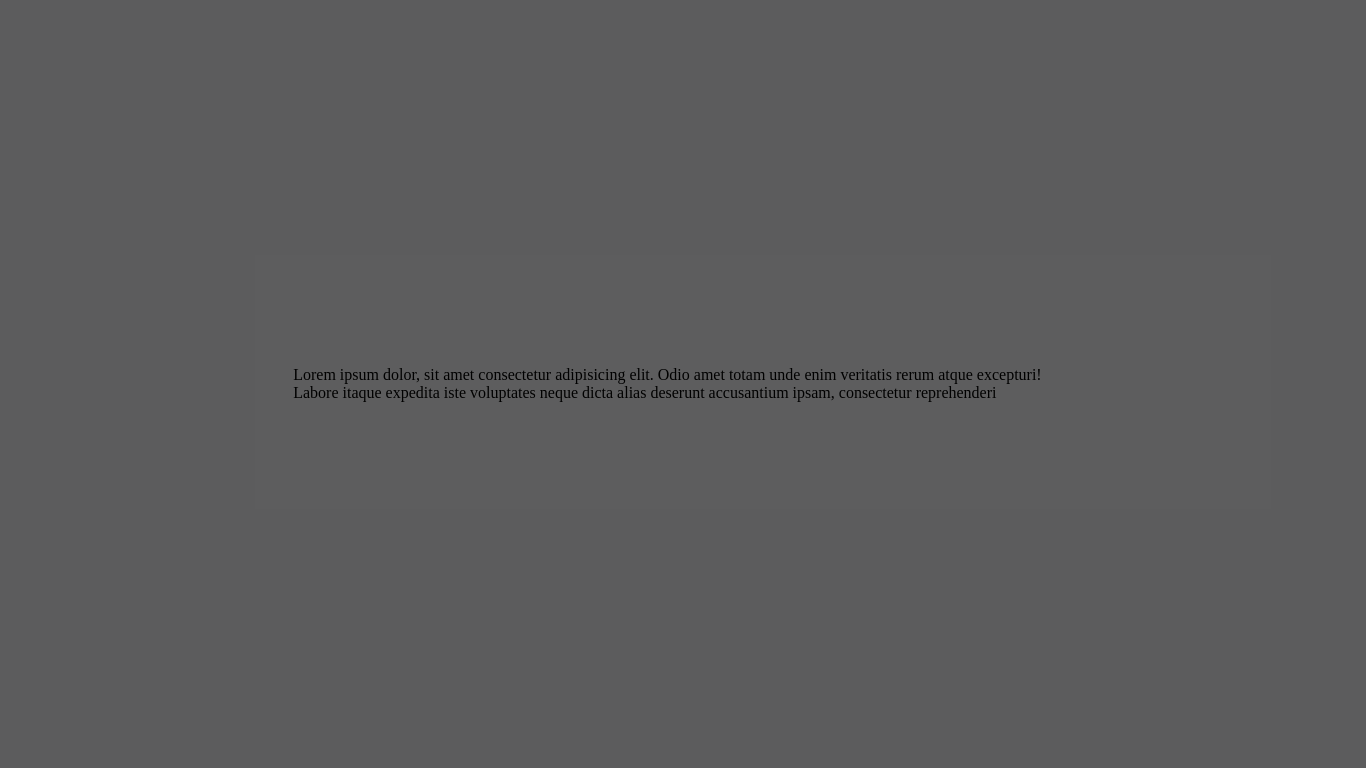 Lorem ipsum dolor, sit amet consectetur adipisicing elit. Odio amet totam unde enim veritatis rerum atque excepturi!
Labore itaque expedita iste voluptates neque dicta alias deserunt accusantium ipsam, consectetur reprehenderi